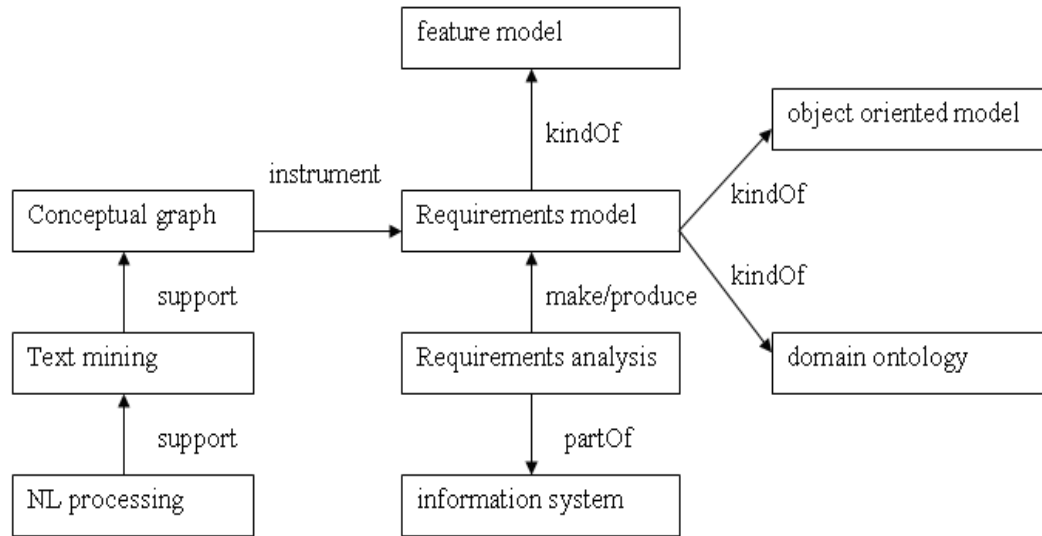 feature model
object oriented model
kindOf
instrument
kindOf
Conceptual graph
Requirements model
kindOf
support
make/produce
Text mining
Requirements analysis
domain ontology
support
partOf
NL processing
information system